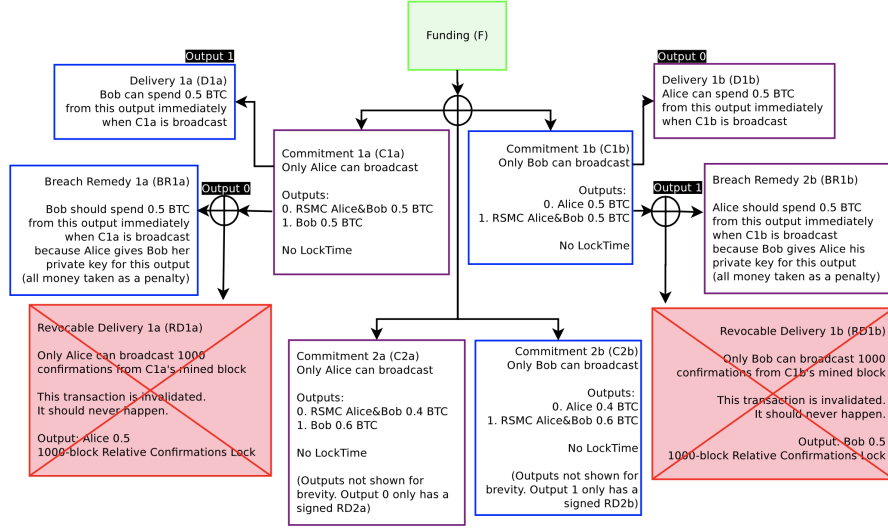 Funding (F)
Output 1
Delivery 1a (D1a)
Bob can spend 0.5 BTC
from this output immediately
when C1a is broadcast
Output 0
Delivery 1b (D1b)
Alice can spend 0.5 BTC
from this output immediately
when C1b is broadcast
Commitment 1a (C1a)
Only Alice can broadcast
Outputs:
0. RSMC Alice&Bob 0.5 BTC
1. Bob 0.5 BTC
No LockTime
Commitment 1b (C1b)
Only Bob can broadcast
Outputs:
0. Alice 0.5 BTC
1. RSMC Alice&Bob 0.5 BTC
No LockTime
Breach Remedy 1a (BR1a)
Bob should spend 0.5 BTC
from this output immediately
when C1a is broadcast
because Alice gives Bob her
private key for this output
(all money taken as a penalty)
Output 0
Output 1
Breach Remedy 2b (BR1b)
Alice should spend 0.5 BTC
from this output immediately
when C1b is broadcast
because Bob gives Alice his
private key for this output
(all money taken as a penalty)
Revocable Delivery 1a (RD1a)
Only Alice can broadcast 1000
confirmations from C1a's mined block
This transaction is invalidated.
It should never happen.
Output: Alice 0.5
1000-block Relative Confirmations Lock
Commitment 2a (C2a)
Only Alice can broadcast
Outputs:
0. RSMC Alice&Bob 0.4 BTC
1. Bob 0.6 BTC
No LockTime
(Outputs not shown for
brevity. Output 0 only has a
signed RD2a)
Commitment 2b (C2b)
Only Bob can broadcast
Outputs:
0. Alice 0.4 BTC
1. RSMC Alice&Bob 0.6 BTC
No LockTime
(Outputs not shown for
brevity. Output 1 only has a
signed RD2b)
Revocable Delivery 1b (RD1b)
Only Bob can broadcast 1000
confirmations from C1b's mined block
This transaction is invalidated.
It should never happen.
Output: Bob 0.5
1000-block Relative Confirmations Lock